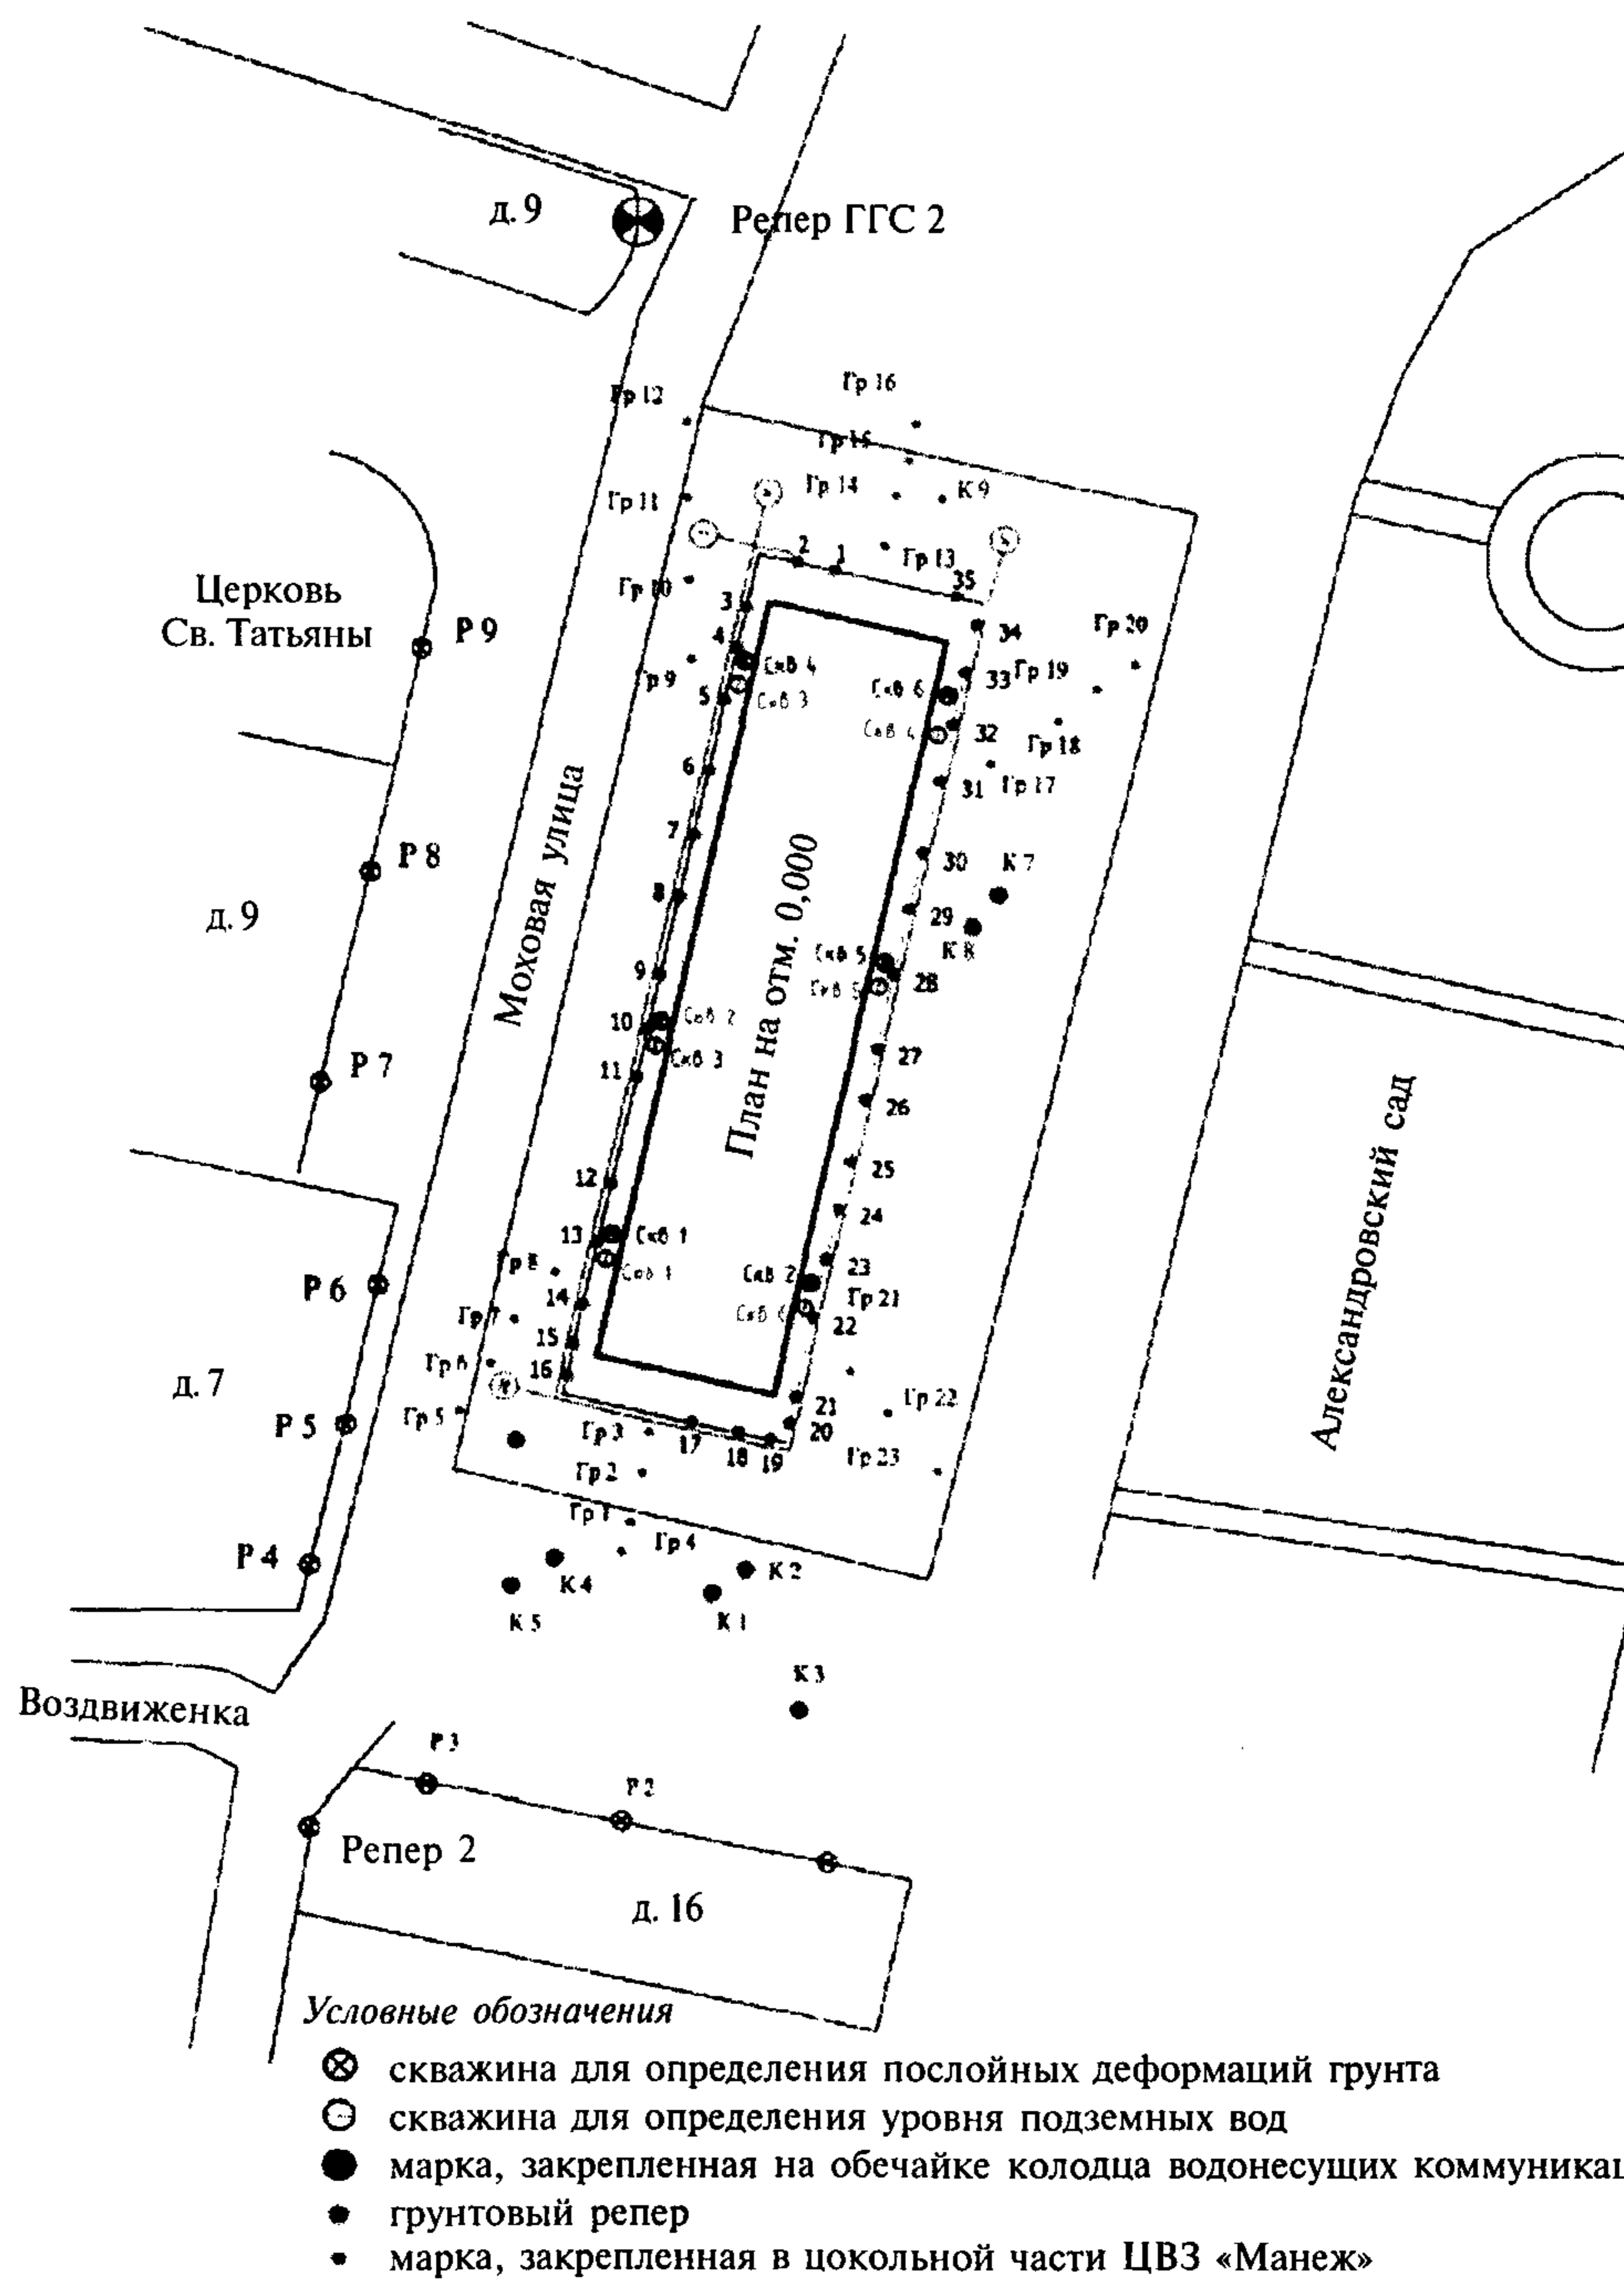 д. 9
Репер ГГС 2
Гр 12
Гр 16
Гр 15
Гр 14
К 9
Гр 11
2
1
Гр 13
35
Гр 10
3
Церковь
Св. Татьяны
Р 9
4
34
Гр 20
Скв 4
33
Гр 19
р 9
5
Скв 3
Скв 6
Скв 4
32
Гр 18
6
31
Гр 17
7
Р 8
30
К 7
8
д. 9
29
К 8
Моховая улица
План на отм. 0,000
9
Скв 5
28
Скв 5
10
Скв 2
Скв 3
27
11
Р 7
26
25
12
24
Александровский сад
13
Скв 1
Гр 8
Скв 1
23
Скв 2
Р 6
14
Гр 21
Гр 7
22
15
Гр 6
16
д. 7
21
Гр 22
Гр 5
Р 5
Гр 3
17
18
19
20
Гр 23
Гр 2
Гр 1
Гр 4
Р 4
К 4
К 2
К 5
К 1
К 3
Воздвиженка
Р 3
Р 2
Репер 2
д. 16
Условные обозначения
скважина для определения послойных деформаций грунта
скважина для определения уровня подземных вод
марка, закрепленная на обечайке колодца водонесущих коммуникац
грунтовый репер
марка, закрепленная в цокольной части ЦВЗ «Манеж»